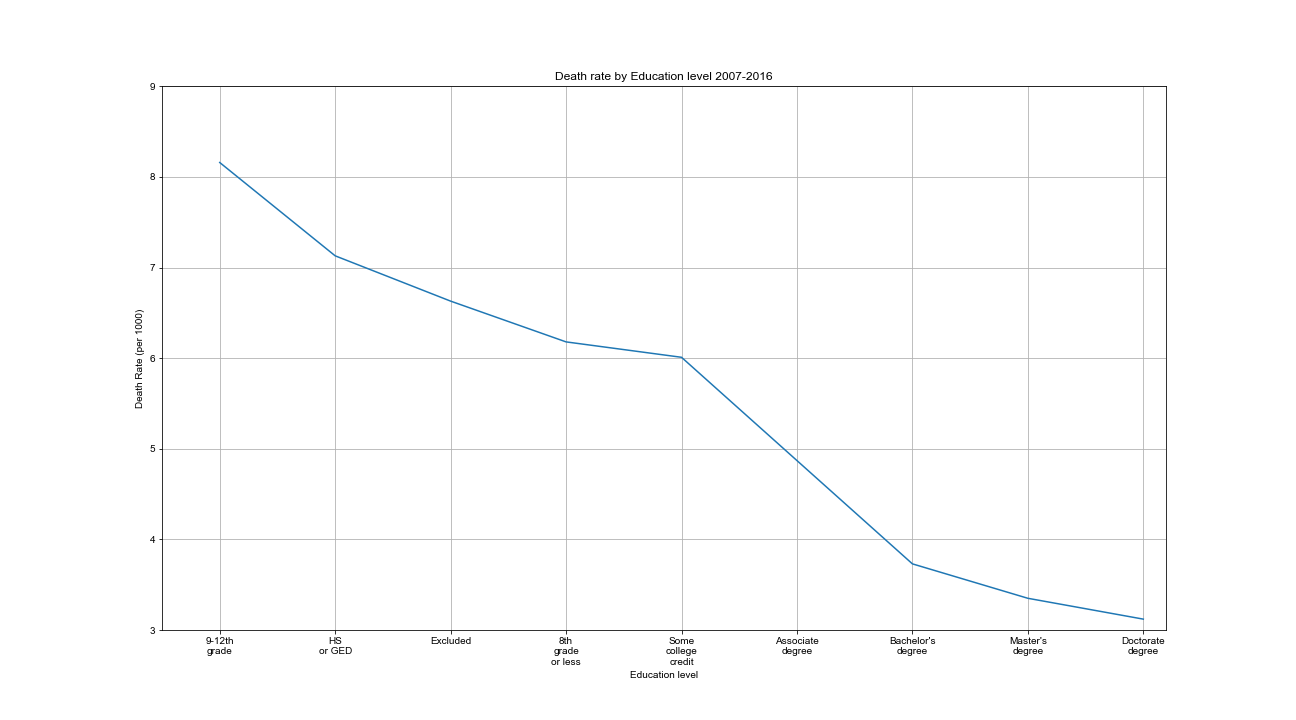 Death rate by Education level 2007-2016
9
8
7
6
5
4
3
Death Rate (per 1000)
9-12th
grade
HS
or GED
Excluded
8th
grade
or less
Some
college
credit
Associate
degree
Bachelor's
degree
Master's
degree
Doctorate
degree
Education level